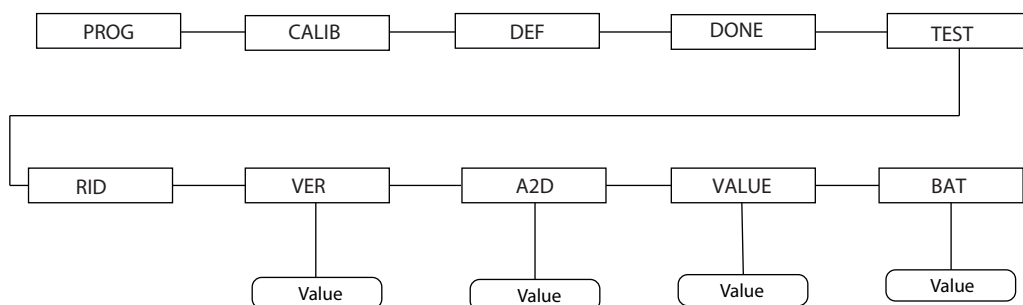 PROG CALIB DEF DONE TEST
RID VER A2D VALUE BAT
Value Value Value Value